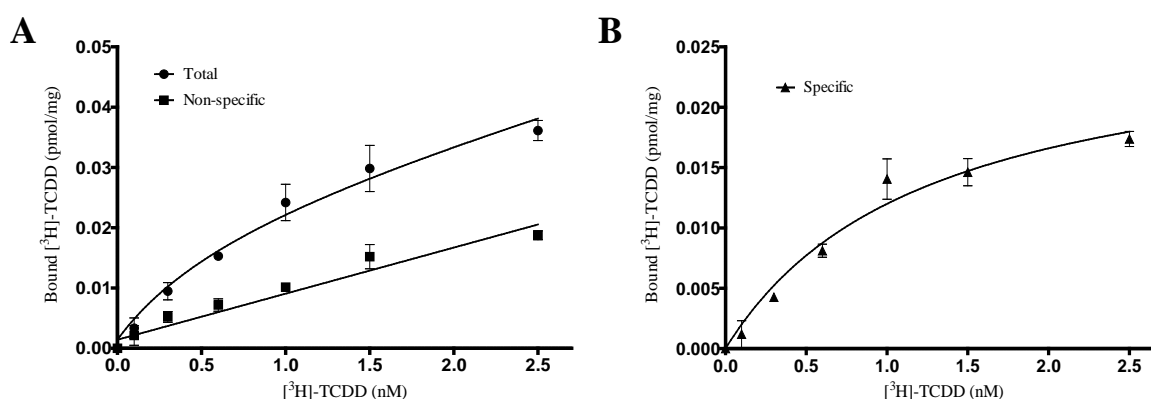 A
B
Bound [³H]-TCDD (pmol/mg)
0.05
0.04
0.03
0.02
0.01
0.00
Total
Non-specific
0.0 0.5 1.0 1.5 2.0 2.5
[³H]-TCDD (nM)
Bound [³H]-TCDD (pmol/mg)
0.025
0.020
0.015
0.010
0.005
0.000
Specific
0.0 0.5 1.0 1.5 2.0 2.5
[³H]-TCDD (nM)